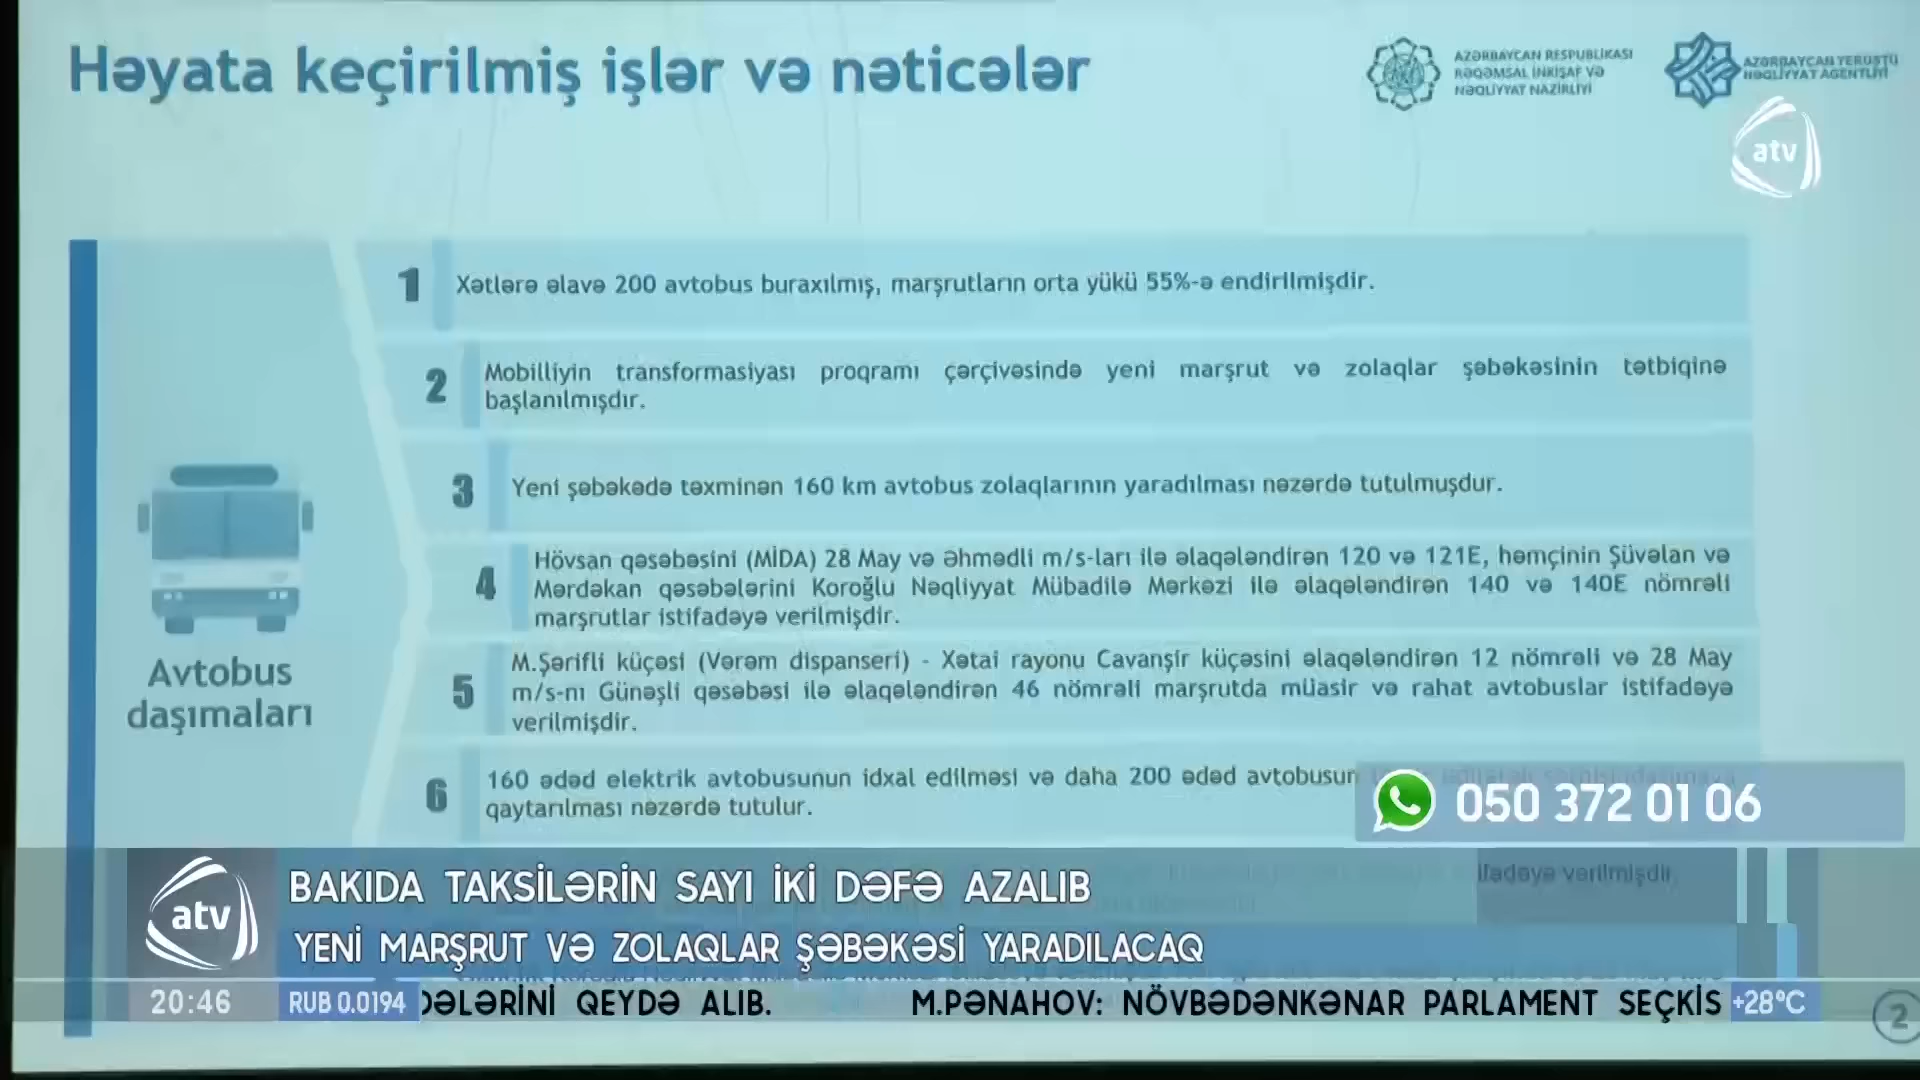 Həyata keçirilmiş işlər və nəticələr
AZƏRBAYCAN RESPUBLİKASI
RƏQƏMSAL İNKİŞAF VƏ
NƏQLİYYAT NAZİRLİYİ
AZƏRBAYCAN YERÜSTÜ
NƏQLİYYAT AGENTLİYİ
atv
1 Xətlərə əlavə 200 avtobus buraxılmış, marşrutların orta yükü 55%-ə endirilmişdir.
2 Mobilliyin transformasiyası proqramı çərçivəsində yeni marşrut və zolaqlar şəbəkəsinin tətbiqinə
başlanılmışdır.
3 Yeni şəbəkədə təxminən 160 km avtobus zolaqlarının yaradılması nəzərdə tutulmuşdur.
4 Hövsan qəsəbəsini (MİDA) 28 May və Əhmədli m/s-ları ilə əlaqələndirən 120 və 121E, həmçinin Şüvəlan və
Mərdəkan qəsəbələrini Koroğlu Nəqliyyat Mübadilə Mərkəzi ilə əlaqələndirən 140 və 140E nömrəli
marşrutlar istifadəyə verilmişdir.
5 M.Şərifli küçəsi (Vərəm dispanseri) - Xətai rayonu Cavanşir küçəsini əlaqələndirən 12 nömrəli və 28 May
m/s-nı Günəşli qəsəbəsi ilə əlaqələndirən 46 nömrəli marşrutda müasir və rahat avtobuslar istifadəyə
verilmişdir.
6 160 ədəd elektrik avtobusunun idxal edilməsi və daha 200 ədəd avtobusun
qaytarılması nəzərdə tutulur.
Avtobus
daşımaları
050 372 01 06
verilmişdir.
atv
BAKIDA TAKSİLƏRİN SAYI İKİ DƏFƏ AZALIB
YENİ MARŞRUT VƏ ZOLAQLAR ŞƏBƏKƏSİ YARADILACAQ
20:46 RUB 0.0194 DƏLƏRİNİ QEYDƏ ALIB. M.PƏNAHOV: NÖVBƏDƏNKƏNAR PARLAMENT SEÇKİS +28°C
2